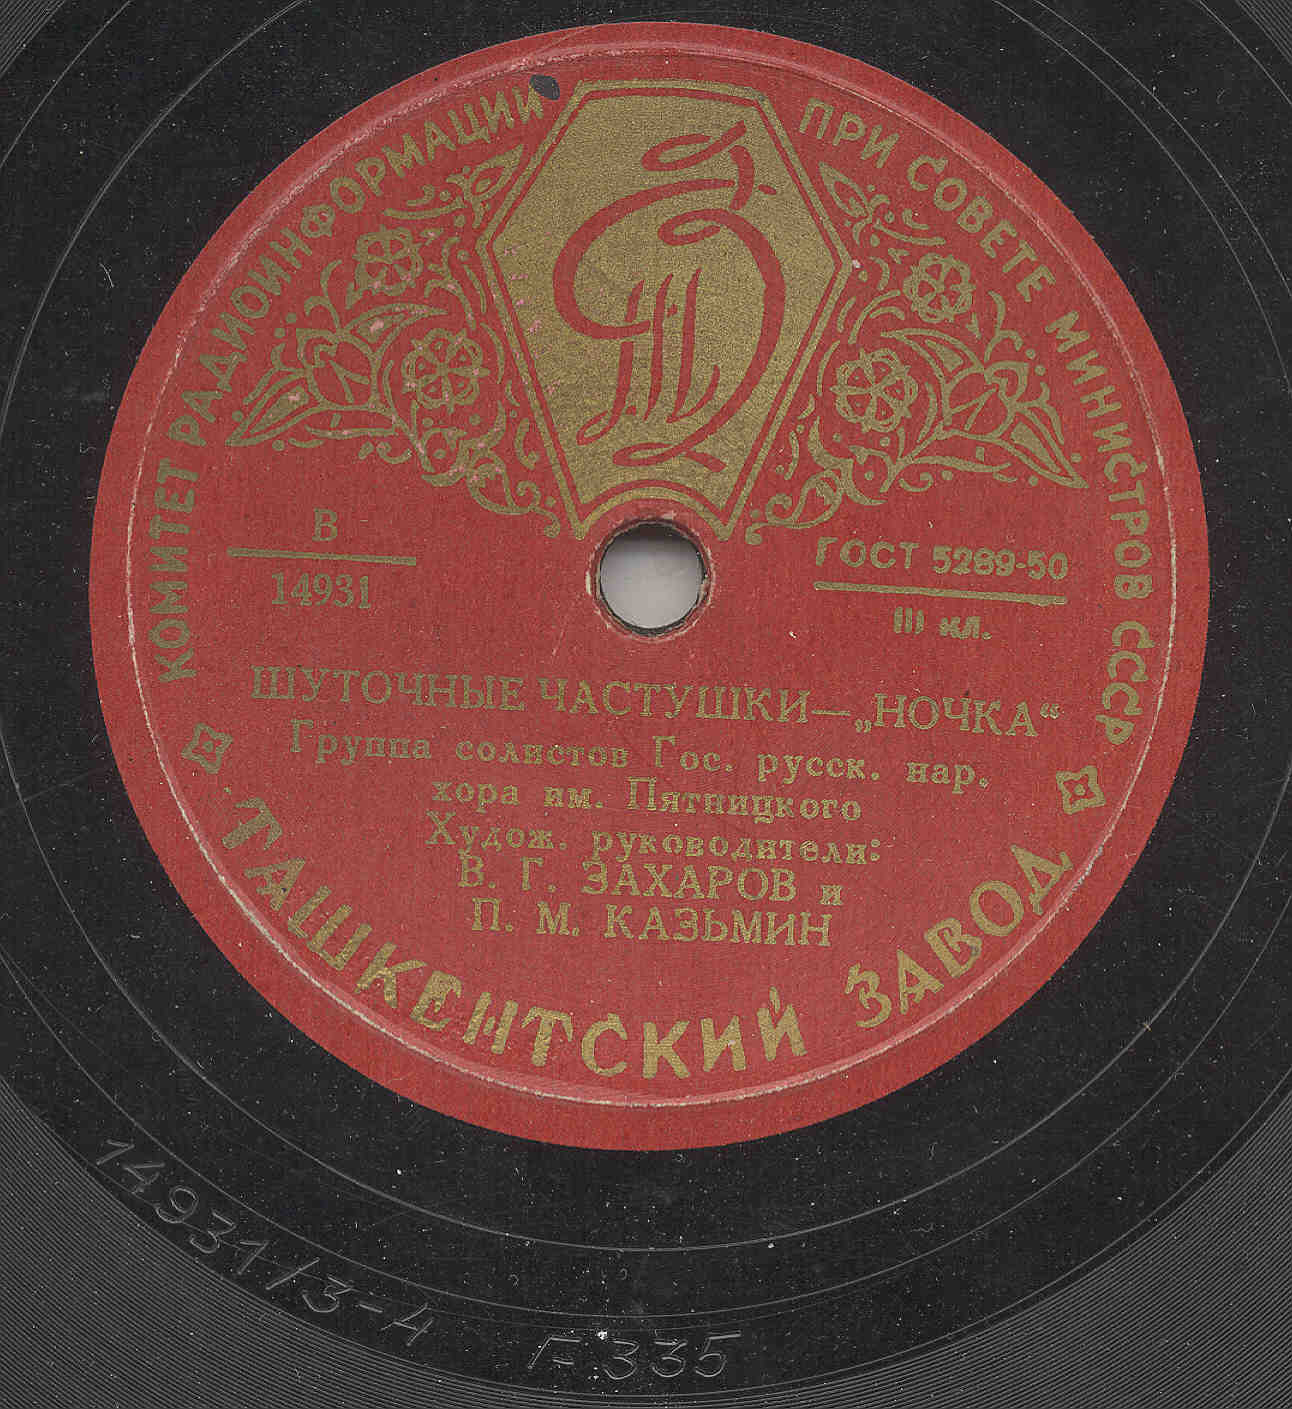 КОМИТЕТ РАДИОИНФОРМАЦИИ ПРИ СОВЕТЕ МИНИСТРОВ СССР
В
14931
ГОСТ 5289-50
III кл.
ШУТОЧНЫЕ ЧАСТУШКИ—„НОЧКА“
Группа солистов Гос. русск. нар.
хора им. Пятницкого
Худож. руководители:
В. Г. ЗАХАРОВ и
П. М. КАЗЬМИН
ТАШКЕНТСКИЙ ЗАВОД
14931/3-4
Г-335